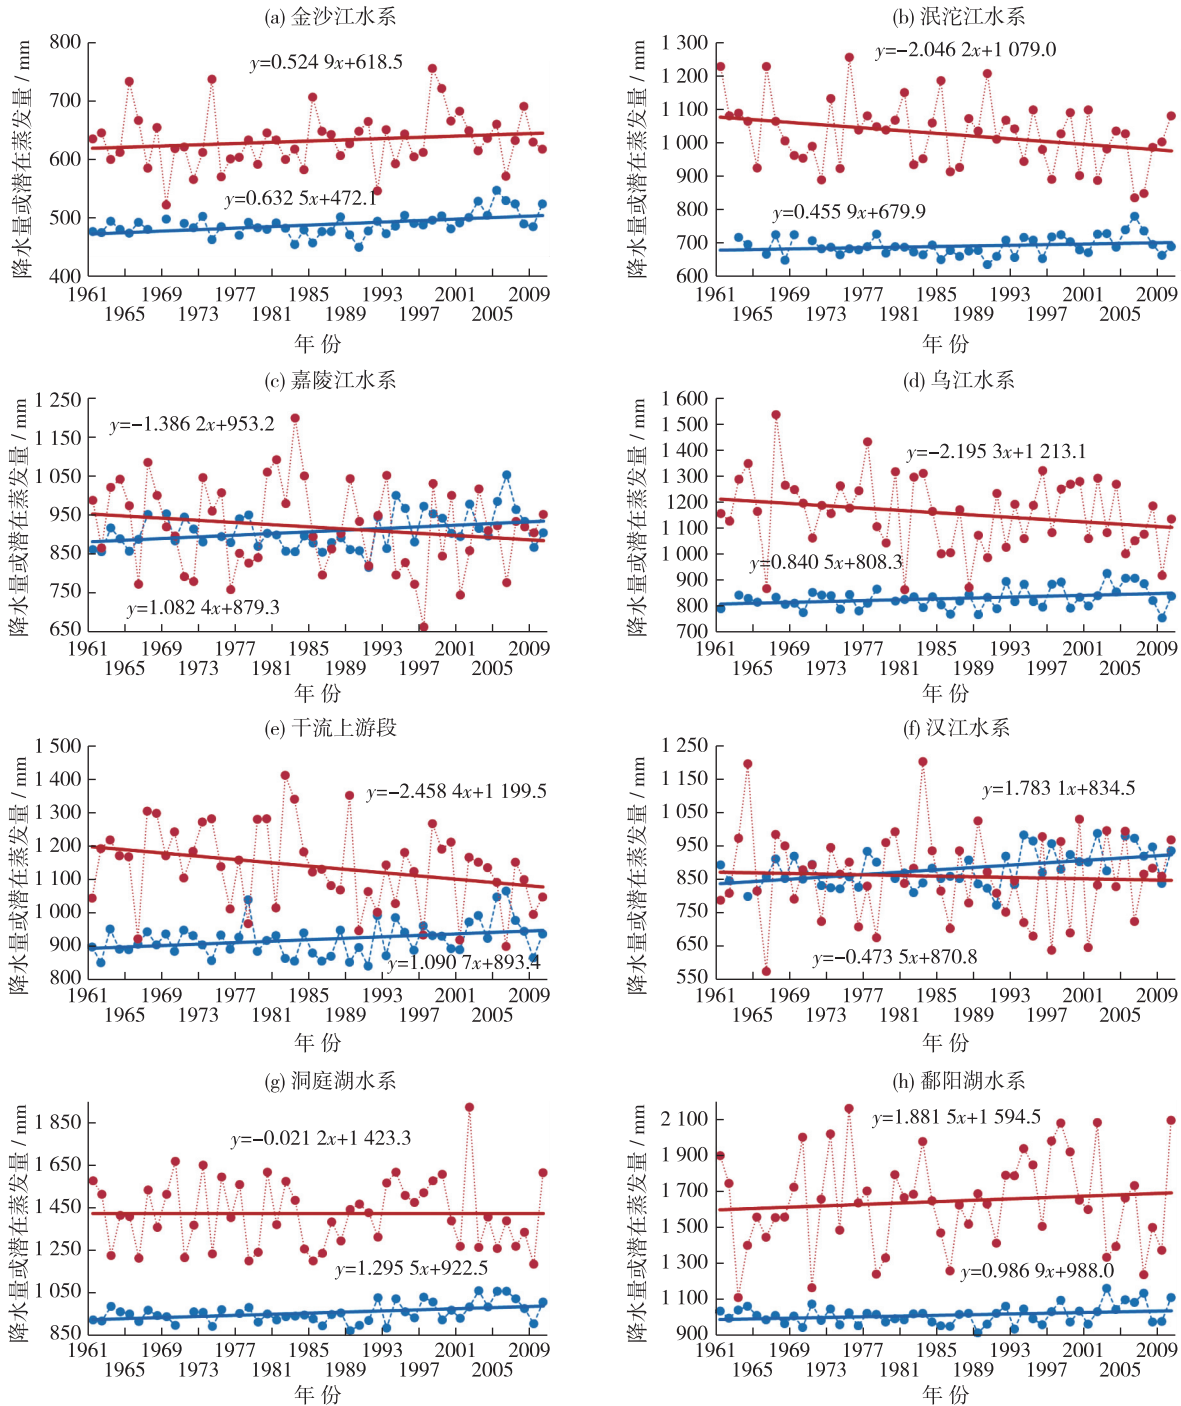 (a) 金沙江水系
降水量或潜在蒸发量 / mm
800
700
600
500
400
y=0.524 9x+618.5
y=0.632 5x+472.1
1961 1969 1977 1981 1985 1993 2001 2009
1965 1973 1981 1989 1997 2005
年 份
(b) 泯沱江水系
降水量或潜在蒸发量 / mm
1 300
1 200
1 100
1 000
900
800
700
600
y=−2.046 2x+1 079.0
y=0.455 9x+679.9
1961 1969 1977 1985 1993 2001 2009
1965 1973 1981 1989 1997 2005
年 份
(c) 嘉陵江水系
降水量或潜在蒸发量 / mm
1 250
1 150
1 050
950
850
750
650
y=−1.386 2x+953.2
y=1.082 4x+879.3
1961 1969 1977 1985 1993 2001 2009
1965 1973 1981 1989 1997 2005
年 份
(d) 乌江水系
降水量或潜在蒸发量 / mm
1 600
1 500
1 400
1 300
1 200
1 100
1 000
900
800
700
y=−2.195 3x+1 213.1
y=0.840 5x+808.3
1961 1969 1977 1985 1993 2001 2009
1965 1973 1981 1989 1997 2005
年 份
(e) 干流上游段
降水量或潜在蒸发量 / mm
1 500
1 400
1 300
1 200
1 100
1 000
900
800
y=−2.458 4x+1 199.5
y=1.090 7x+893.4
1961 1969 1977 1985 1993 2001 2009
1965 1973 1981 1989 1997 2005
年 份
(f) 汉江水系
降水量或潜在蒸发量 / mm
1 250
1 150
1 050
950
850
750
650
550
y=1.783 1x+834.5
y=−0.473 5x+870.8
1961 1969 1977 1985 1993 2001 2009
1965 1973 1981 1989 1997 2005
年 份
(g) 洞庭湖水系
降水量或潜在蒸发量 / mm
1 850
1 650
1 450
1 250
1 050
850
y=−0.021 2x+1 423.3
y=1.295 5x+922.5
1961 1969 1977 1985 1993 2001 2009
1965 1973 1981 1989 1997 2005
年 份
(h) 鄱阳湖水系
降水量或潜在蒸发量 / mm
2 100
1 900
1 700
1 500
1 300
1 100
900
y=1.881 5x+1 594.5
y=0.986 9x+988.0
1961 1969 1977 1985 1993 2001 2009
1965 1973 1981 1989 1997 2005
年 份